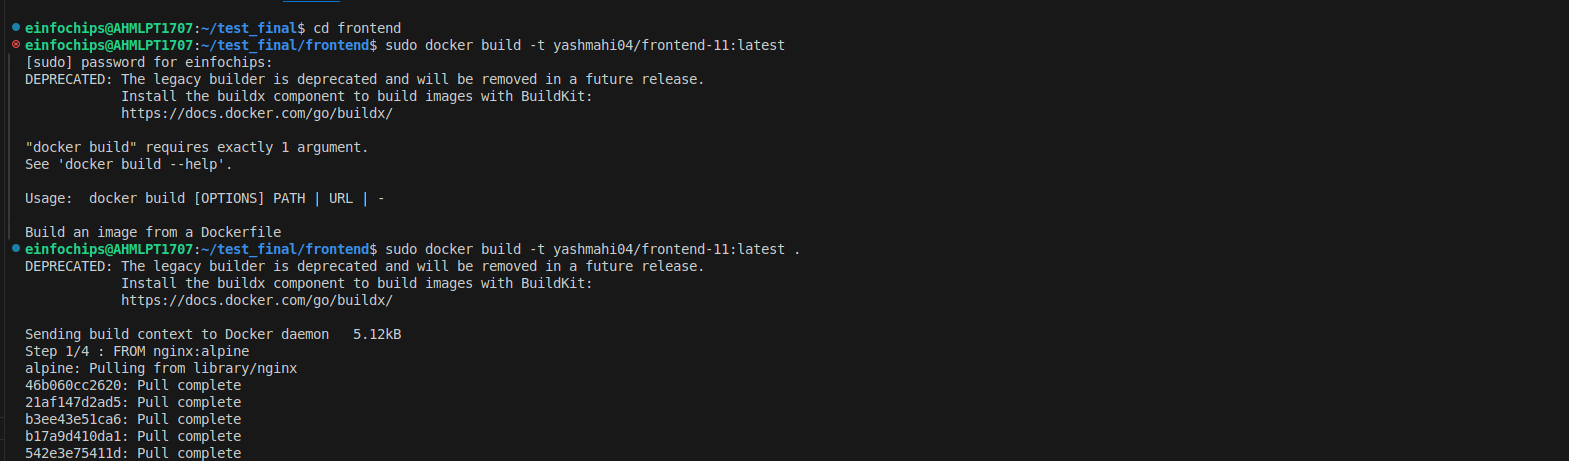 einfochips@AHMLPT1707:~/test_final$ cd frontend
einfochips@AHMLPT1707:~/test_final/frontend$ sudo docker build -t yashmahi04/frontend-11:latest
[sudo] password for einfochips:
DEPRECATED: The legacy builder is deprecated and will be removed in a future release.
            Install the buildx component to build images with BuildKit:
            https://docs.docker.com/go/buildx/

"docker build" requires exactly 1 argument.
See 'docker build --help'.

Usage:  docker build [OPTIONS] PATH | URL | -

Build an image from a Dockerfile
einfochips@AHMLPT1707:~/test_final/frontend$ sudo docker build -t yashmahi04/frontend-11:latest .
DEPRECATED: The legacy builder is deprecated and will be removed in a future release.
            Install the buildx component to build images with BuildKit:
            https://docs.docker.com/go/buildx/

Sending build context to Docker daemon   5.12kB
Step 1/4 : FROM nginx:alpine
alpine: Pulling from library/nginx
46b060cc2620: Pull complete
21af147d2ad5: Pull complete
b3ee43e51ca6: Pull complete
b17a9d410da1: Pull complete
542e3e75411d: Pull complete